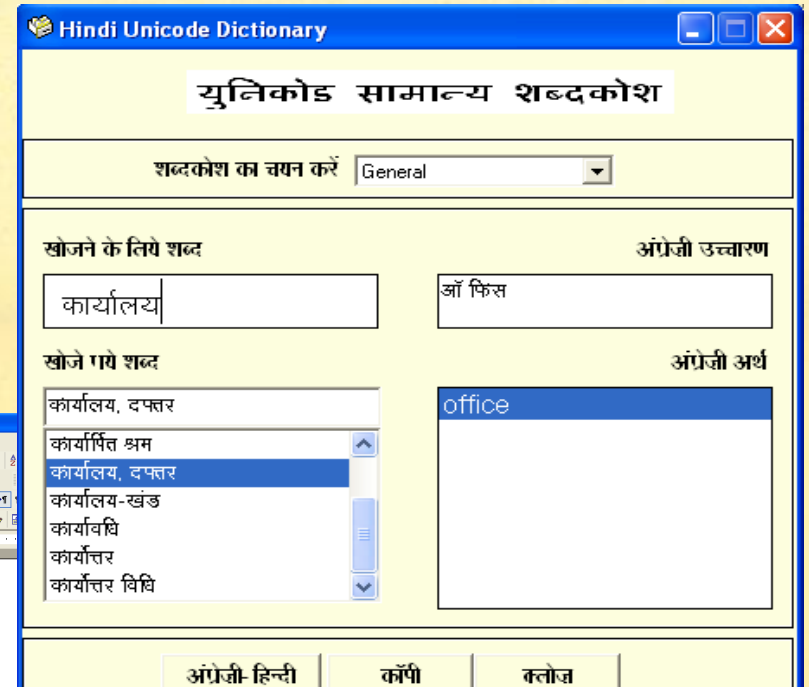 Hindi Unicode Dictionary
युनिकोड सामान्य शब्दकोश
शब्दकोश का चयन करें General
खोजने के लिये शब्द अंग्रेज़ी उच्चारण
कार्यालय ऑ फिस
खोजे गये शब्द अंग्रेज़ी अर्थ
कार्यालय, दफ्तर office
कार्यार्पित श्रम
कार्यालय, दफ्तर
कार्यालय-खंड
कार्यावधि
कार्योत्तर
कार्योत्तर विधि
अंग्रेज़ी-हिन्दी कॉपी क्लोज़